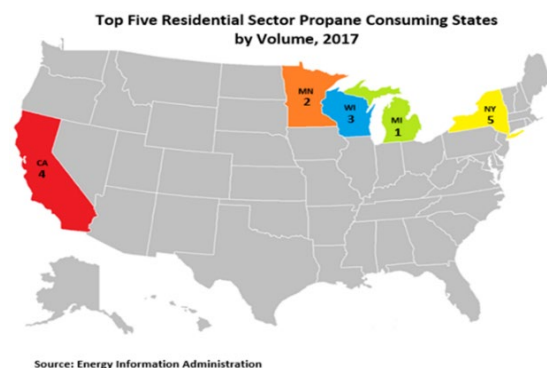 Top Five Residential Sector Propane Consuming States
by Volume, 2017
MN
2
WI
3
MI
1
NY
5
CA
4
Source: Energy Information Administration